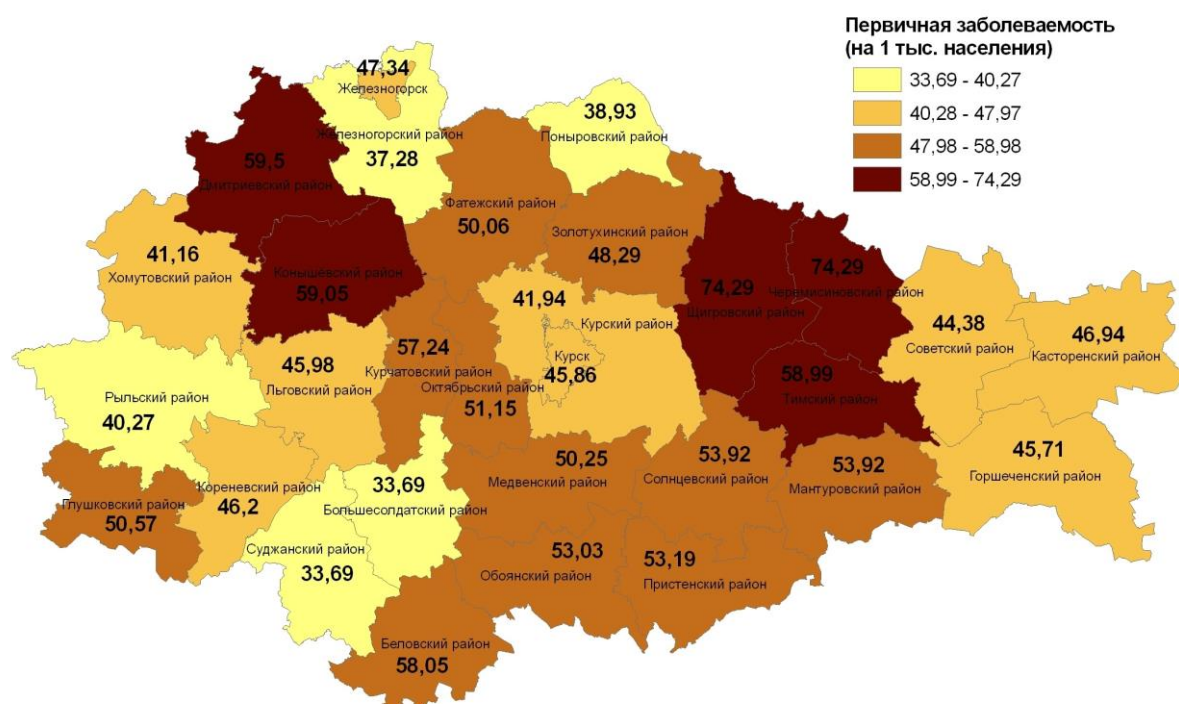 Первичная заболеваемость
(на 1 тыс. населения)
33,69 - 40,27
40,28 - 47,97
47,98 - 58,98
58,99 - 74,29
47,34
Железногорск
Железногорский район
37,28
38,93
Поныровский район
59,5
Дмитриевский район
Фатежский район
50,06
Золотухинский район
48,29
41,16
Хомутовский район
Конышёвский район
59,05
74,29
Черемисиновский район
74,29
Щигровский район
41,94
Курский район
Курск
45,86
44,38
Советский район
46,94
Касторенский район
57,24
Курчатовский район
45,98
Льговский район
Октябрьский район
51,15
58,99
Тимский район
Рыльский район
40,27
45,71
Горшеченский район
50,25
Медвенский район
53,92
Солнцевский район
53,92
Мантуровский район
33,69
Большесолдатский район
Кореневский район
46,2
Глушковский район
50,57
Суджанский район
33,69
53,03
Обоянский район
53,19
Пристенский район
Беловский район
58,05